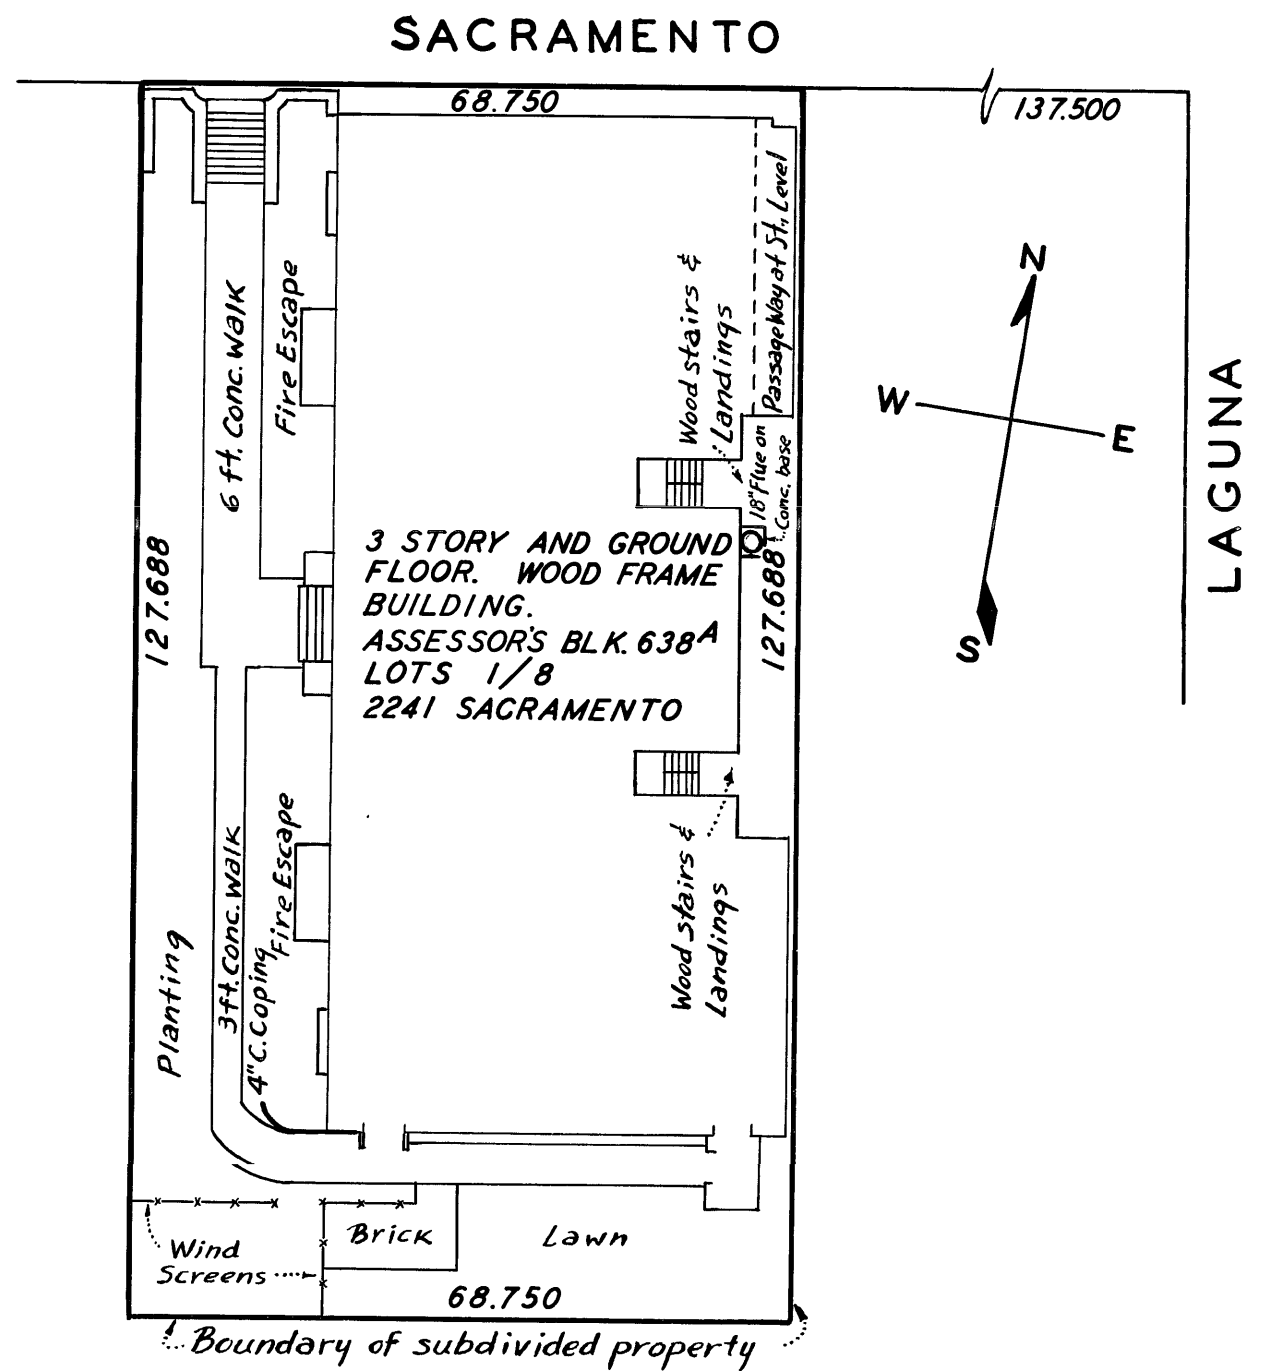 SACRAMENTO
68.750
137.500
N
W
E
S
LAGUNA
Passage Way at St., Level
Wood stairs &
Landings
Fire Escape
6 ft. Conc. Walk
18" Flue on
Conc. base
127.688
127.688
3 STORY AND GROUND
FLOOR. WOOD FRAME
BUILDING.
ASSESSOR'S BLK. 638A
LOTS 1/8
2241 SACRAMENTO
Wood stairs &
Landings
Fire Escape
3 ft. Conc. Walk
4" C. Coping
Planting
Brick
Lawn
Wind
Screens
68.750
Boundary of subdivided property